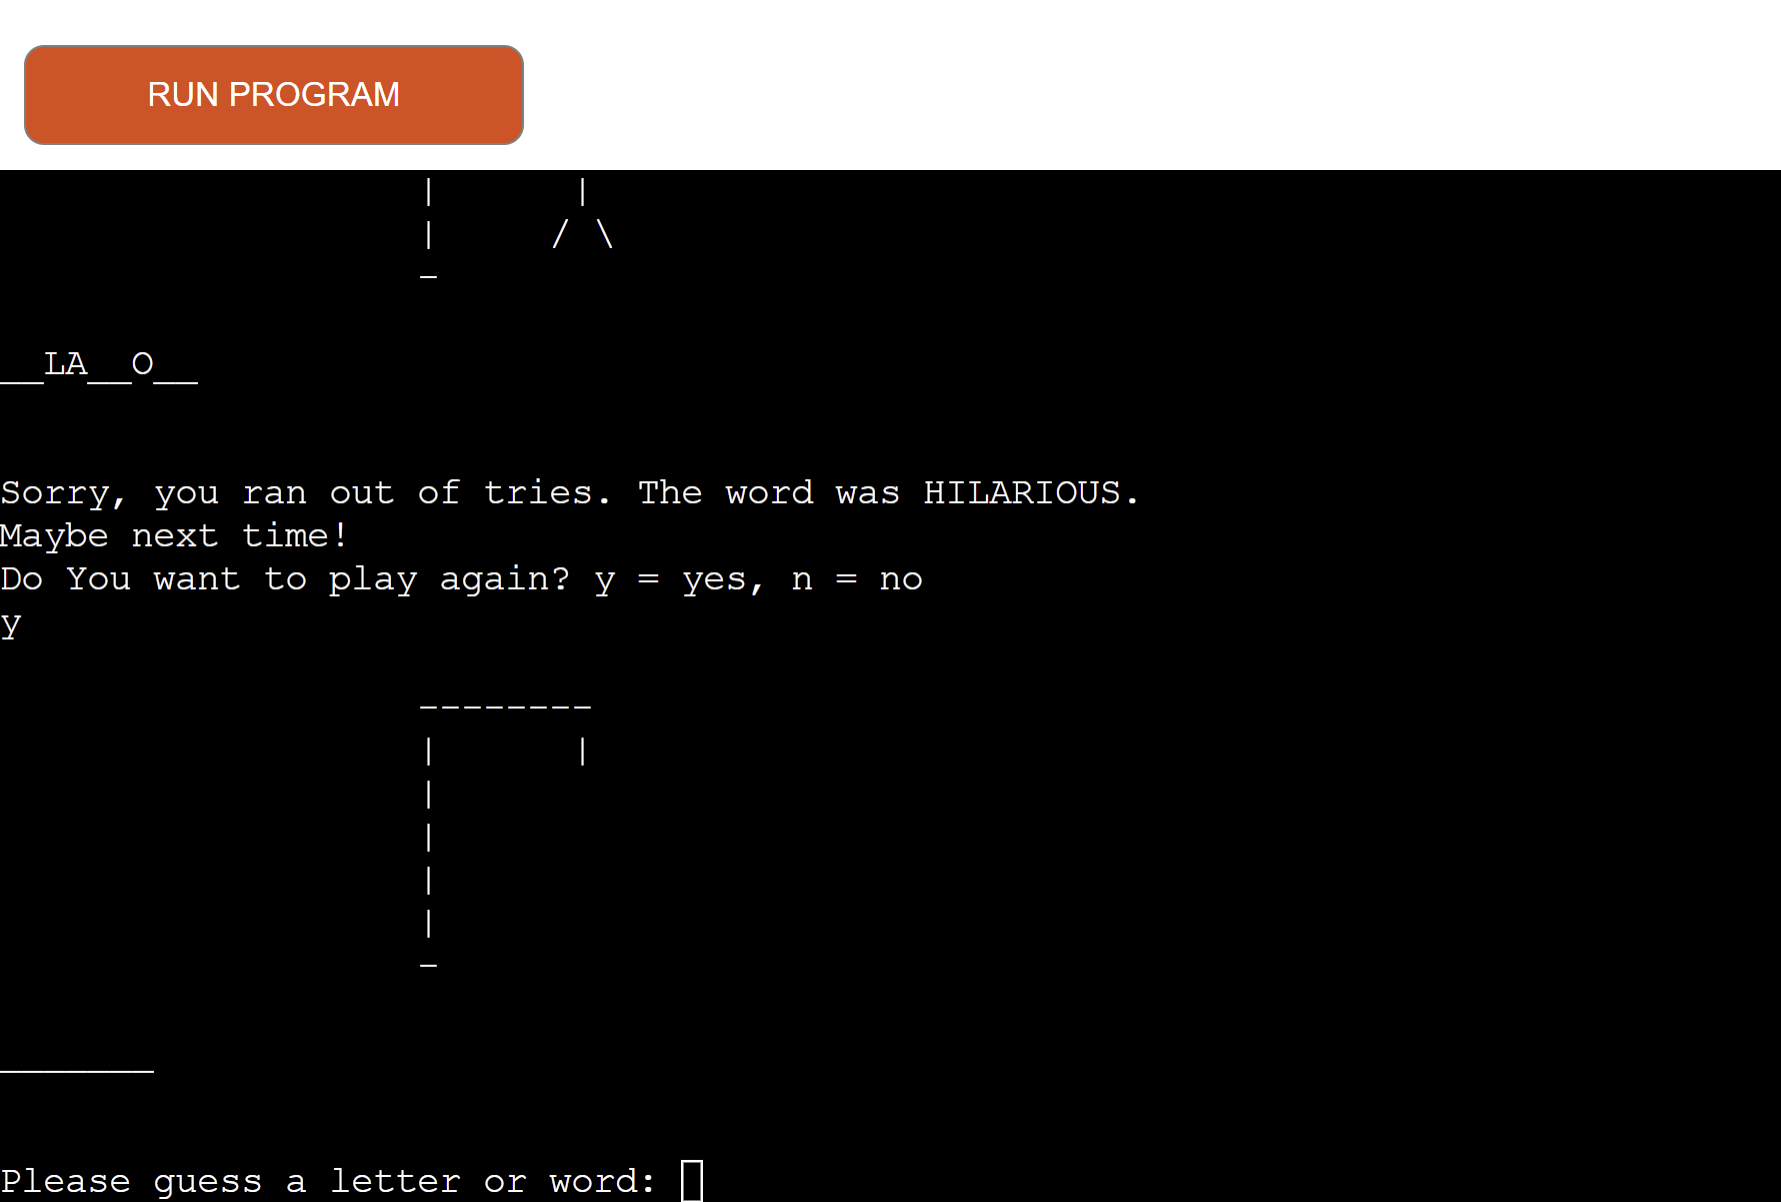 RUN PROGRAM
|      |
|     / \
-
__LA__O__
Sorry, you ran out of tries. The word was HILARIOUS.
Maybe next time!
Do You want to play again? y = yes, n = no
y
--------
|      |
|
|
|
|
-
_______
Please guess a letter or word: